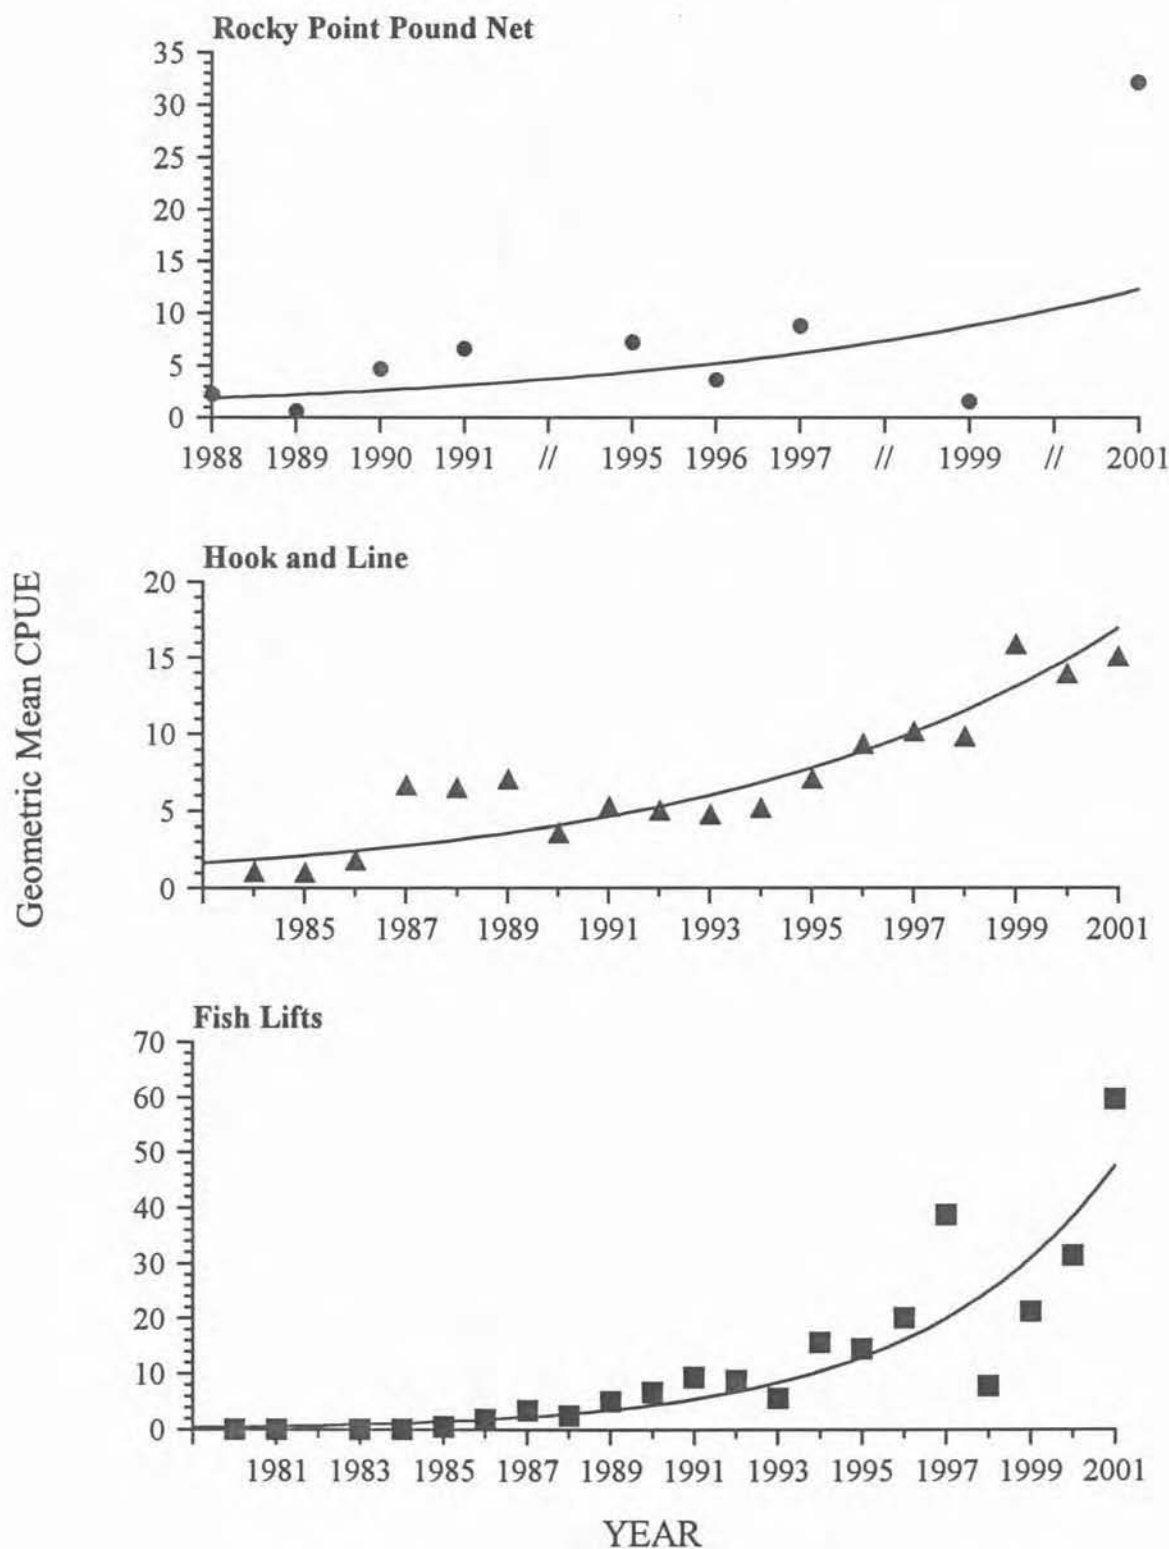 Rocky Point Pound Net
35
30
25
20
15
10
5
0
1988 1989 1990 1991 // 1995 1996 1997 // 1999 // 2001
Geometric Mean CPUE
Hook and Line
20
15
10
5
0
1985 1987 1989 1991 1993 1995 1997 1999 2001
Fish Lifts
70
60
50
40
30
20
10
0
1981 1983 1985 1987 1989 1991 1993 1995 1997 1999 2001
YEAR